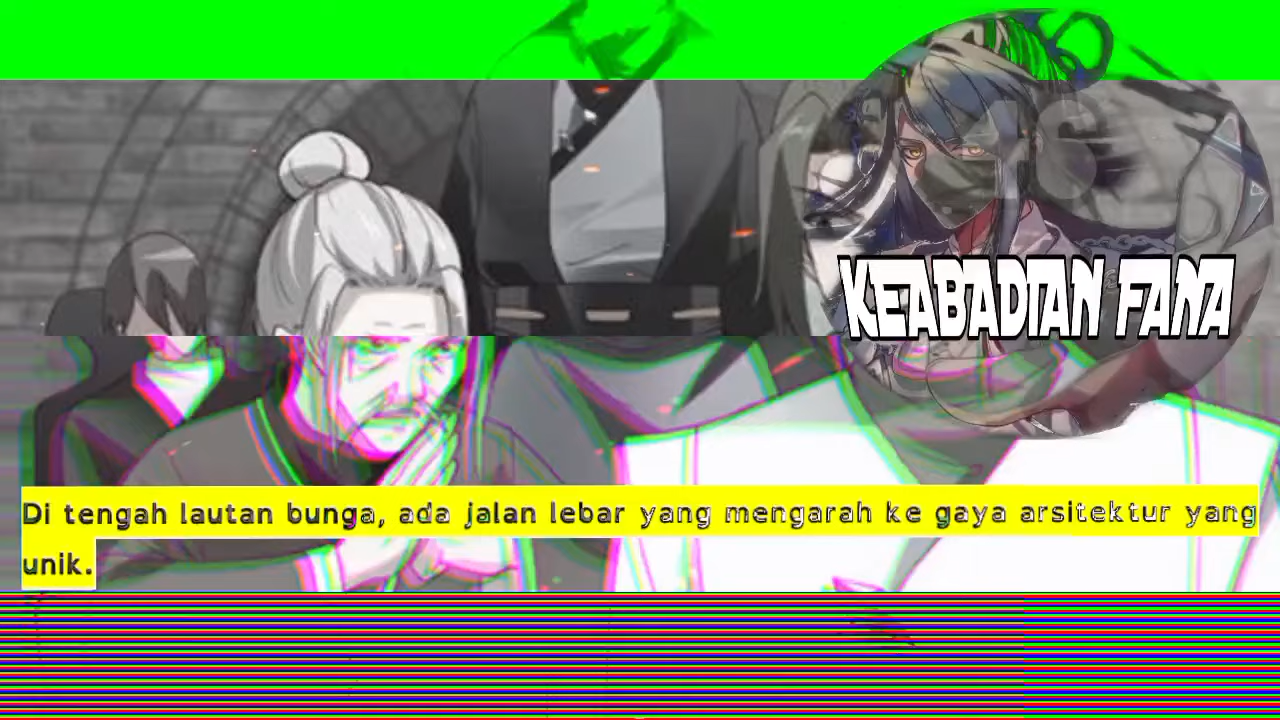 KEABADIAN FANA
Di tengah lautan bunga, ada jalan lebar yang mengarah ke gaya arsitektur yang
unik.